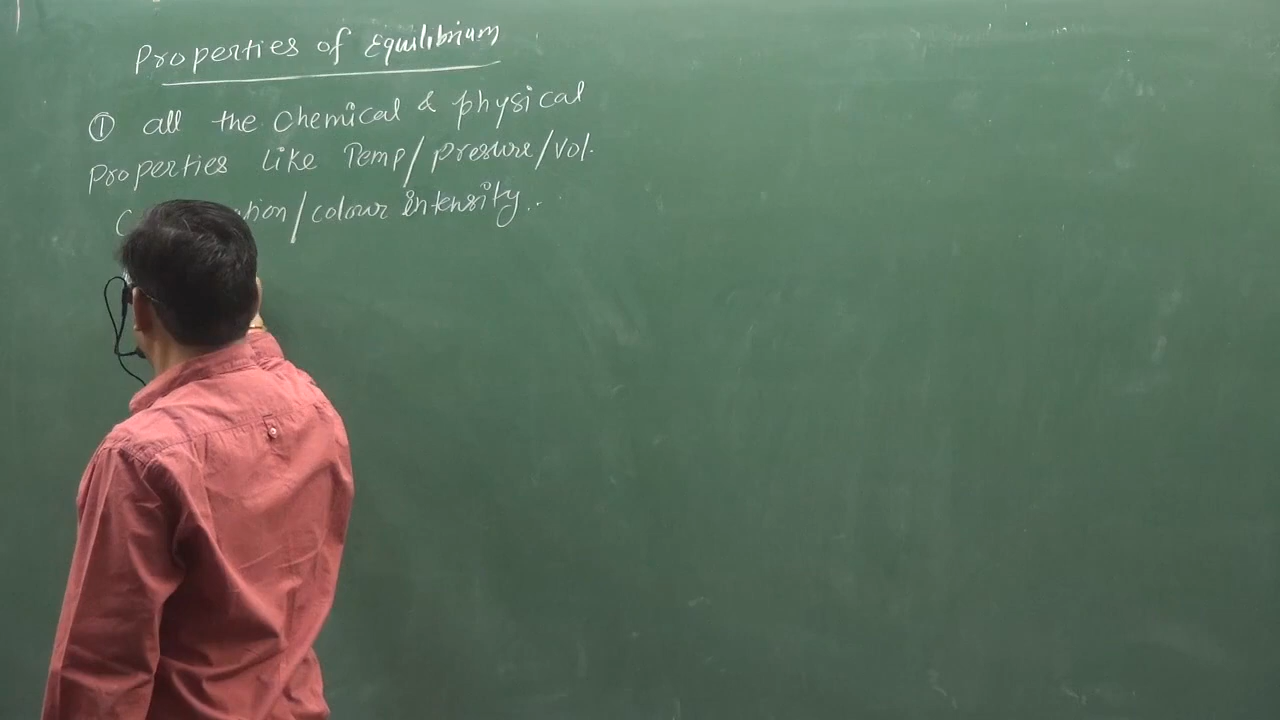 Properties of Equilibrium
① all the Chemical & physical
Properties like Temp/pressure/Vol.
/colour intensity...